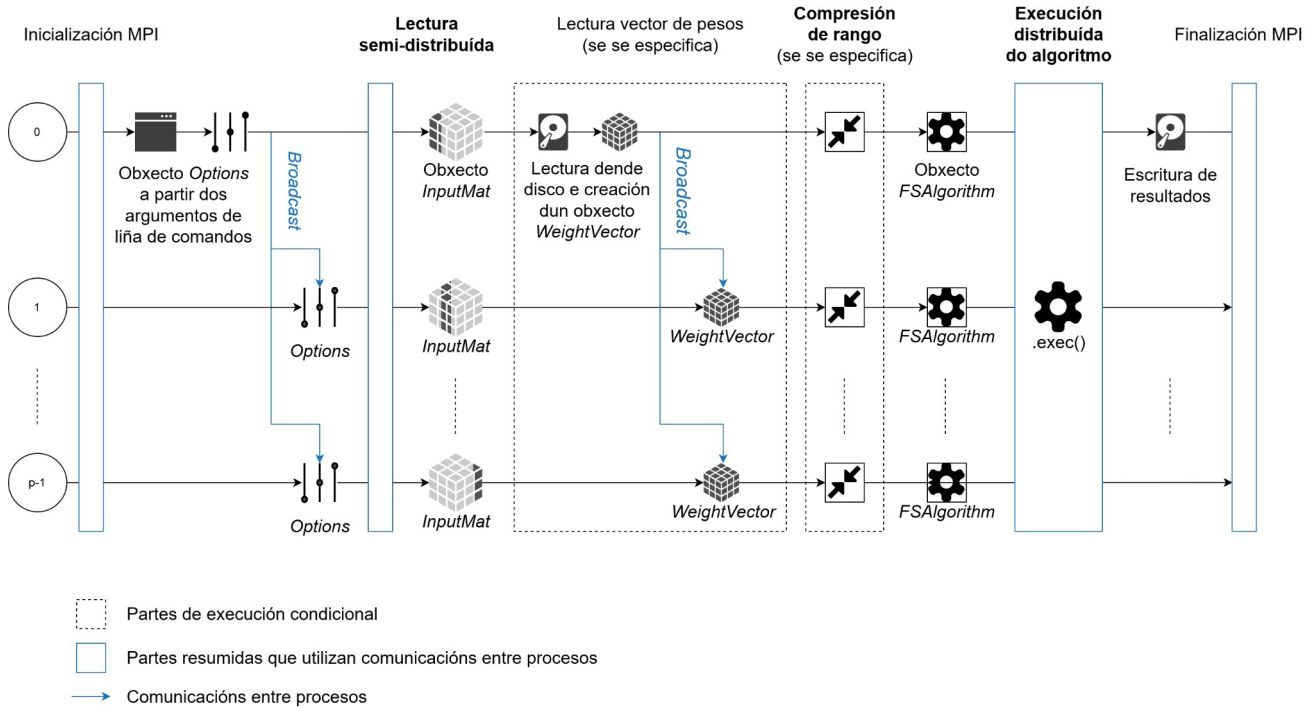 Inicialización MPI
Lectura
semi-distribuída
Lectura vector de pesos
(se se especifica)
Compresión
de rango
(se se especifica)
Execución
distribuída
do algoritmo
Finalización MPI
0
Obxecto Options
a partir dos
argumentos de
liña de comandos
Broadcast
Obxecto
InputMat
Lectura dende
disco e creación
dun obxecto
WeightVector
Broadcast
Obxecto
FSAlgorithm
Escritura de
resultados
1
Options
InputMat
WeightVector
FSAlgorithm
.exec()
p-1
Options
InputMat
WeightVector
FSAlgorithm
Partes de execución condicional
Partes resumidas que utilizan comunicacións entre procesos
Comunicacións entre procesos